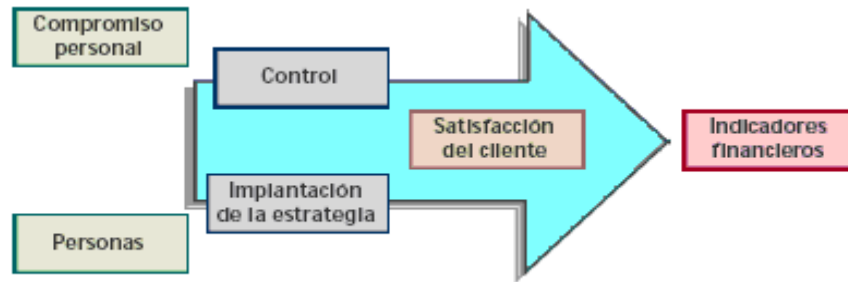 Compromiso
personal
Control
Satisfacción
del cliente
Indicadores
financieros
Implantación
de la estrategia
Personas